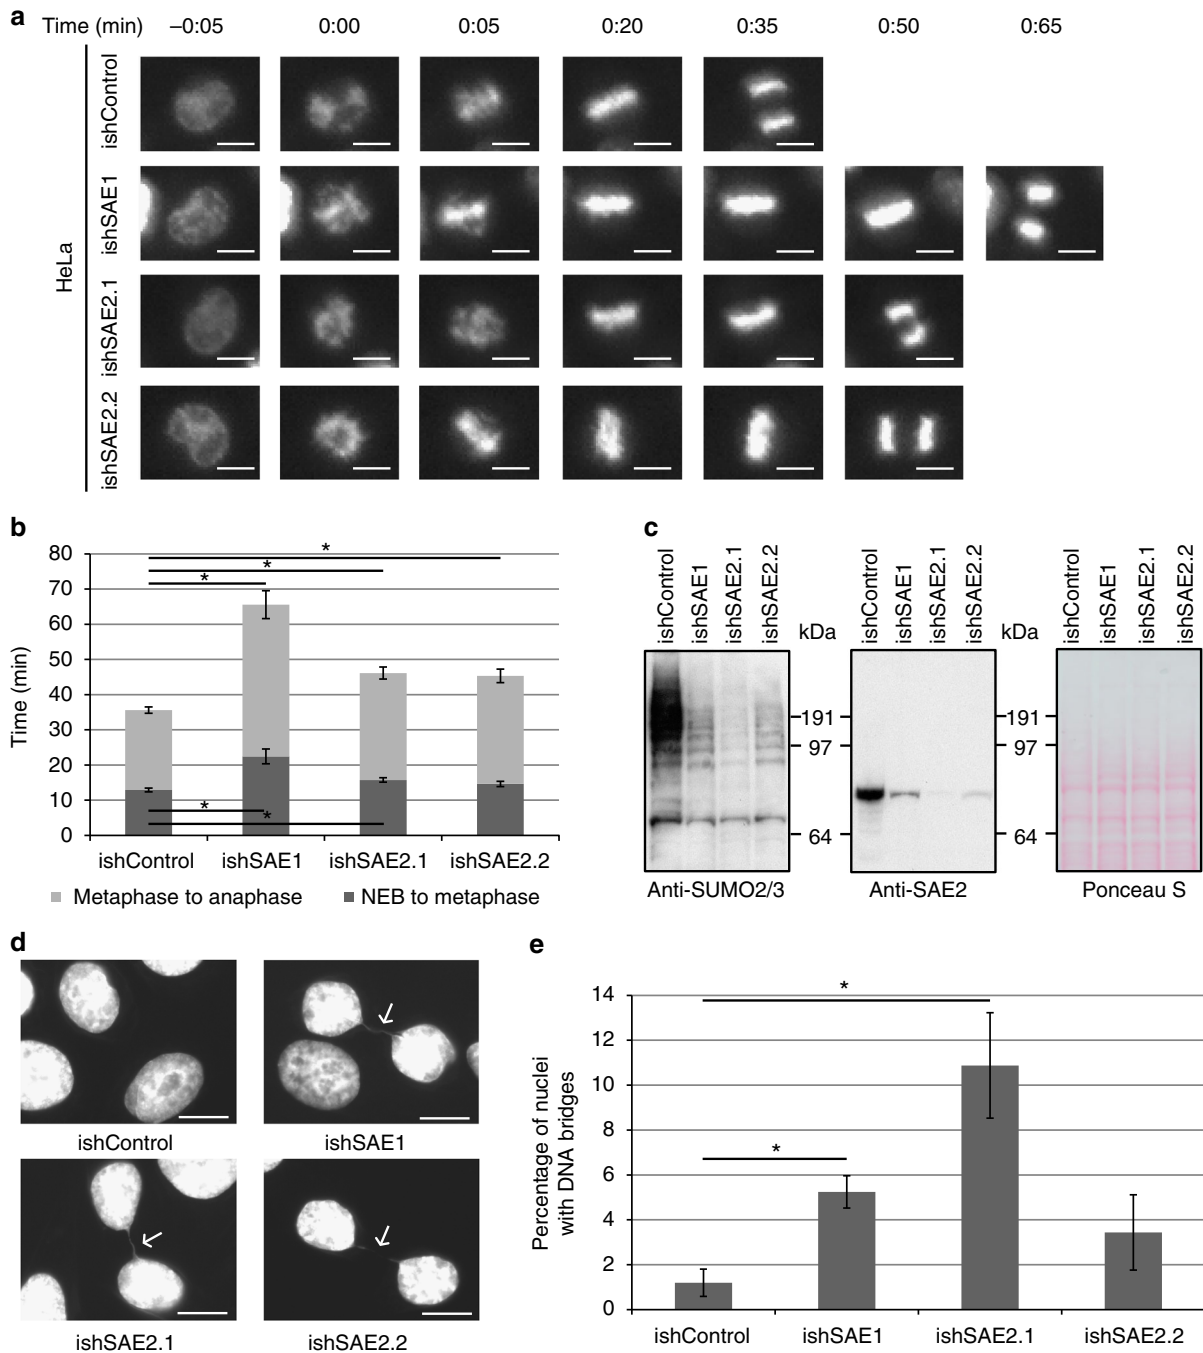 a
Time (min) –0:05 0:00 0:05 0:20 0:35 0:50 0:65
HeLa
ishControl
ishSAE1
ishSAE2.1
ishSAE2.2
b
Time (min)
80
70
60
50
40
30
20
10
0
*
*
*
*
*
ishControl ishSAE1 ishSAE2.1 ishSAE2.2
Metaphase to anaphase NEB to metaphase
c
ishControl
ishSAE1
ishSAE2.1
ishSAE2.2
kDa
ishControl
ishSAE1
ishSAE2.1
ishSAE2.2
kDa
ishControl
ishSAE1
ishSAE2.1
ishSAE2.2
191
97
64
191
97
64
Anti-SUMO2/3 Anti-SAE2 Ponceau S
d
ishControl ishSAE1
ishSAE2.1 ishSAE2.2
e
Percentage of nuclei
with DNA bridges
14
12
10
8
6
4
2
0
*
*
ishControl ishSAE1 ishSAE2.1 ishSAE2.2